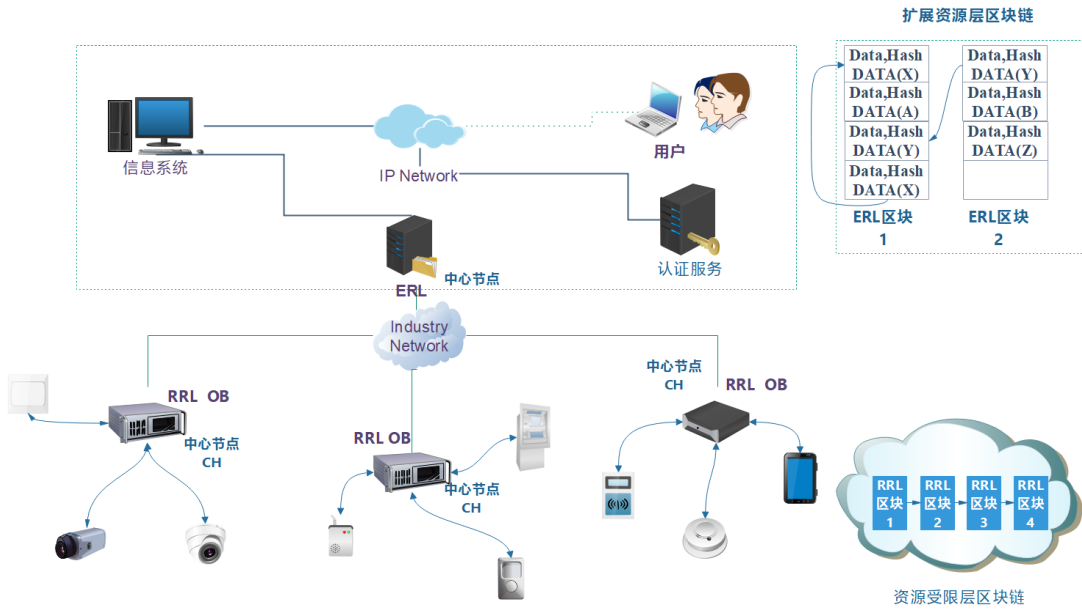 扩展资源层区块链
Data,Hash
DATA(X)
Data,Hash
DATA(A)
Data,Hash
DATA(Y)
Data,Hash
DATA(X)
ERL区块
1
Data,Hash
DATA(Y)
Data,Hash
DATA(B)
Data,Hash
DATA(Z)
ERL区块
2
信息系统
IP Network
用户
认证服务
中心节点
ERL
Industry
Network
RRL OB
中心节点
CH
RRL OB
中心节点
CH
中心节点
CH
RRL OB
RRL
区块
1
RRL
区块
2
RRL
区块
3
RRL
区块
4
资源受限层区块链